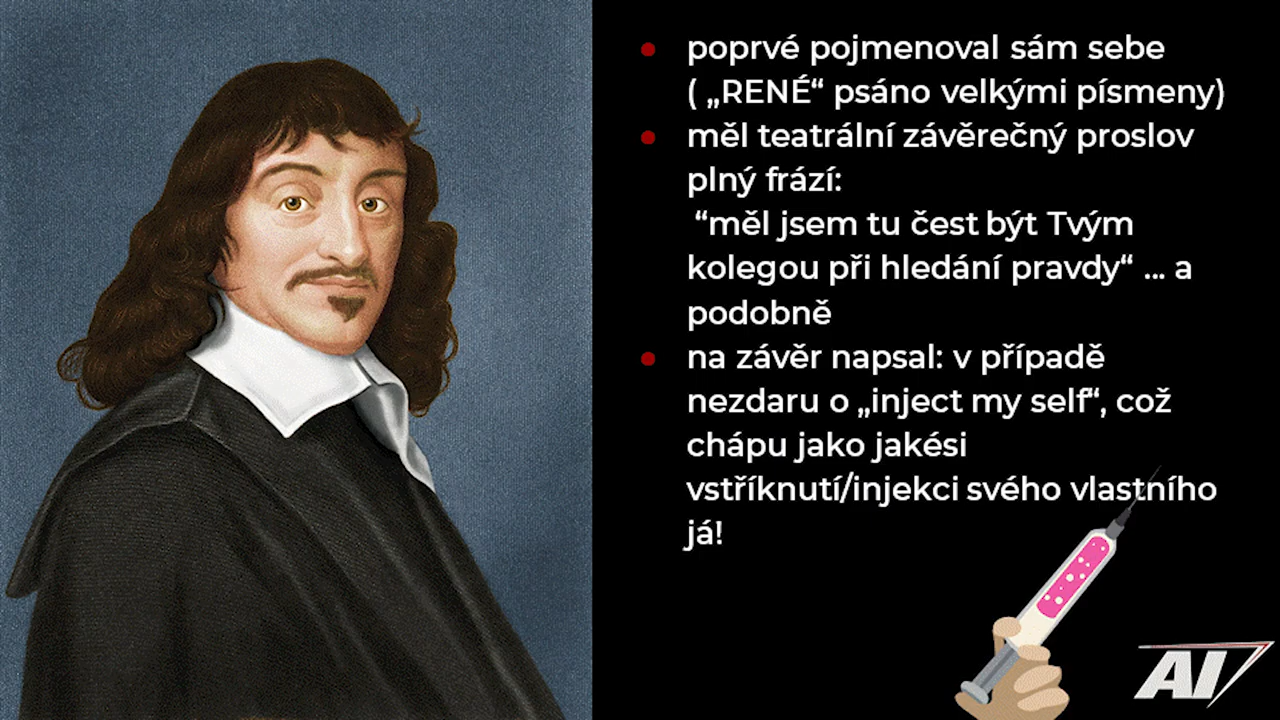 poprvé pojmenoval sám sebe
( „RENÉ“ psáno velkými písmeny)
měl teatrální závěrečný proslov
plný frází:
“měl jsem tu čest být Tvým
kolegou při hledání pravdy“ ... a
podobně
na závěr napsal: v případě
nezdaru o „inject my self“, což
chápu jako jakési
vstříknutí/injekci svého vlastního
já!
AI